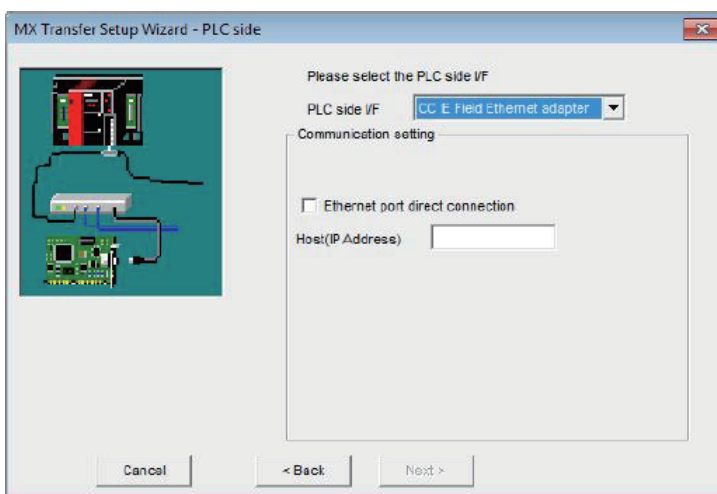 MX Transfer Setup Wizard - PLC side
Please select the PLC side I/F
PLC side I/F CC IE Field Ethernet adapter
Communication setting
Ethernet port direct connection
Host(IP Address)
Cancel < Back Next >